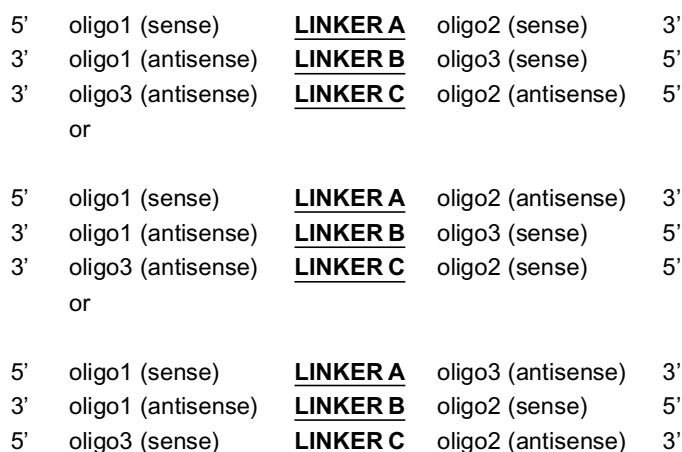 5’ oligo1 (sense) LINKER A oligo2 (sense) 3’
3’ oligo1 (antisense) LINKER B oligo3 (sense) 5’
3’ oligo3 (antisense) LINKER C oligo2 (antisense) 5’
or
5’ oligo1 (sense) LINKER A oligo2 (antisense) 3’
3’ oligo1 (antisense) LINKER B oligo3 (sense) 5’
3’ oligo3 (antisense) LINKER C oligo2 (sense) 5’
or
5’ oligo1 (sense) LINKER A oligo3 (antisense) 3’
3’ oligo1 (antisense) LINKER B oligo2 (sense) 5’
5’ oligo3 (sense) LINKER C oligo2 (antisense) 3’